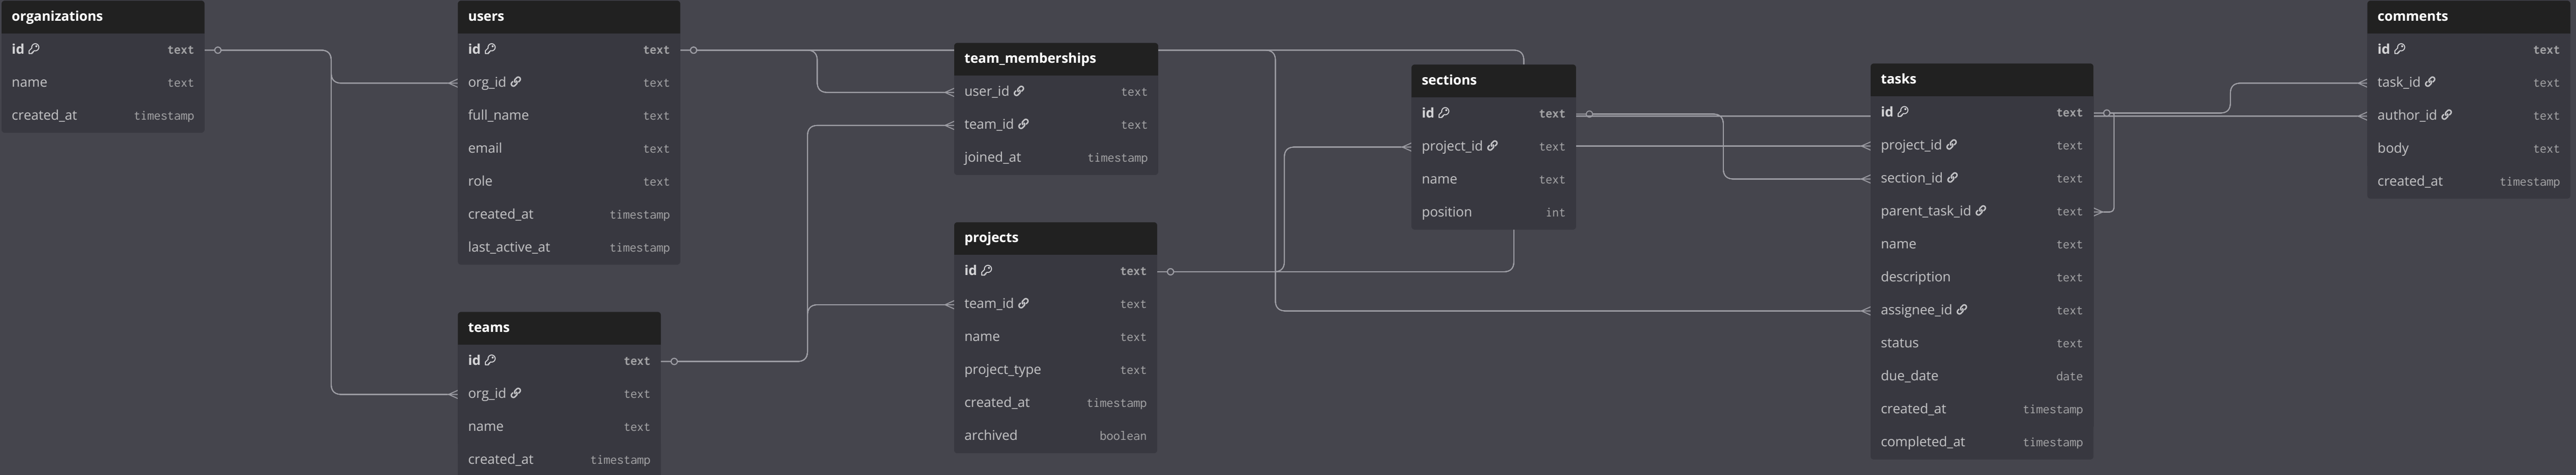 organizations
id text
name text
created_at timestamp
users
id text
org_id text
full_name text
email text
role text
created_at timestamp
last_active_at timestamp
teams
id text
org_id text
name text
created_at timestamp
team_memberships
user_id text
team_id text
joined_at timestamp
projects
id text
team_id text
name text
project_type text
created_at timestamp
archived boolean
sections
id text
project_id text
name text
position int
tasks
id text
project_id text
section_id text
parent_task_id text
name text
description text
assignee_id text
status text
due_date date
created_at timestamp
completed_at timestamp
comments
id text
task_id text
author_id text
body text
created_at timestamp